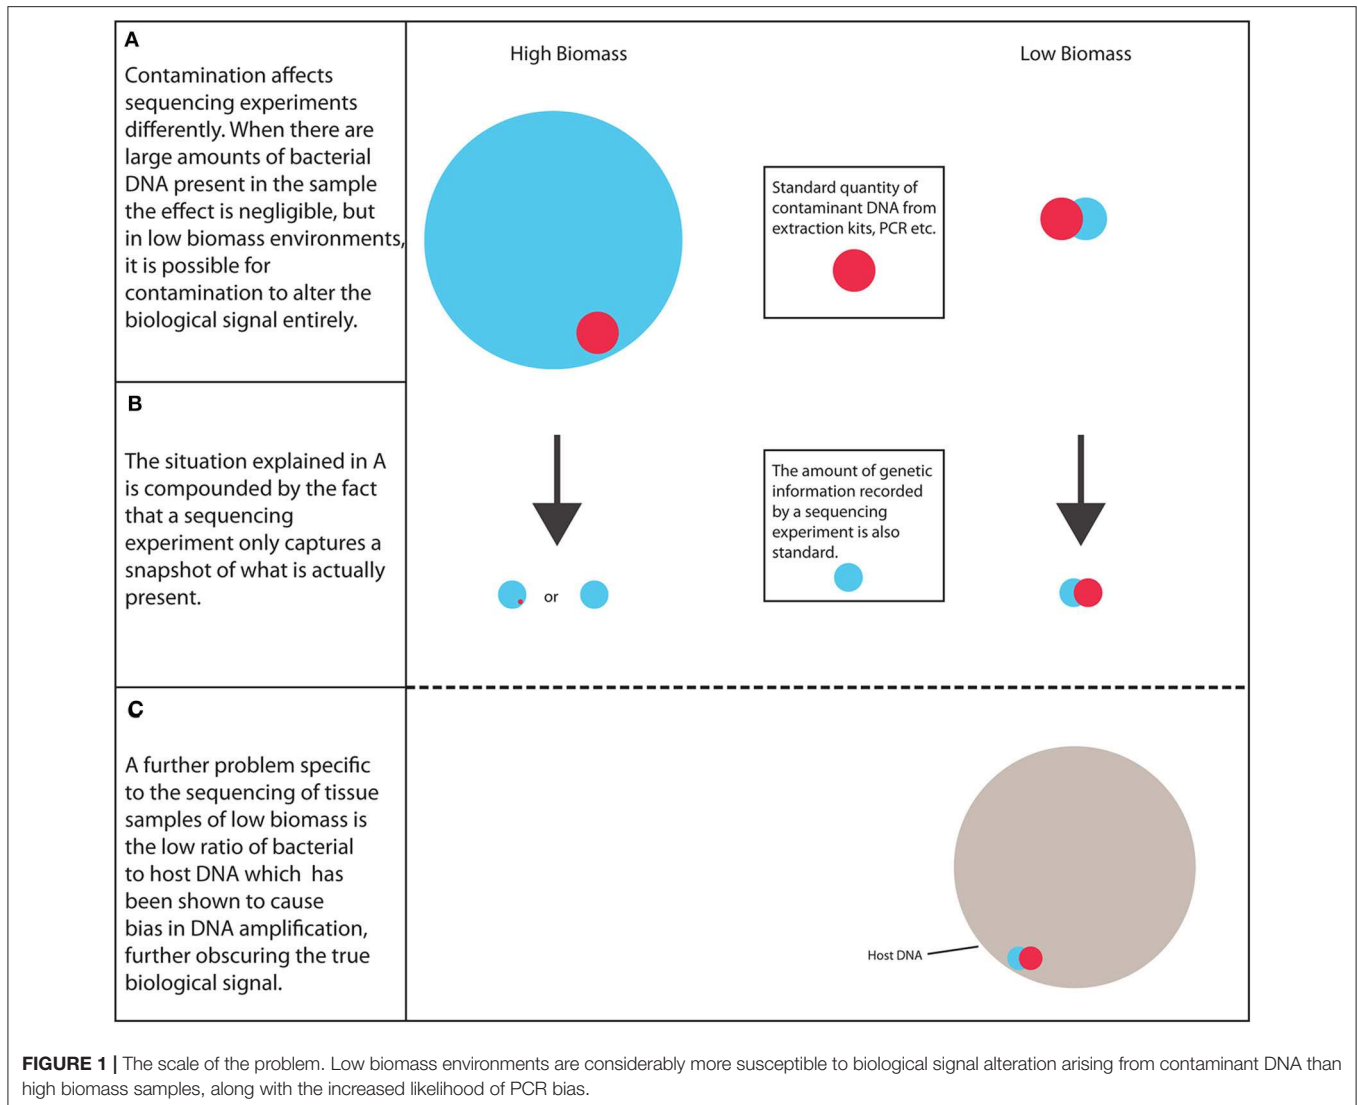 A
Contamination affects
sequencing experiments
differently. When there are
large amounts of bacterial
DNA present in the sample
the effect is negligible, but
in low biomass environments,
it is possible for
contamination to alter the
biological signal entirely.
High Biomass
Low Biomass
Standard quantity of
contaminant DNA from
extraction kits, PCR etc.
B
The situation explained in A
is compounded by the fact
that a sequencing
experiment only captures a
snapshot of what is actually
present.
or
The amount of genetic
information recorded
by a sequencing
experiment is also
standard.
C
A further problem specific
to the sequencing of tissue
samples of low biomass is
the low ratio of bacterial
to host DNA which has
been shown to cause
bias in DNA amplification,
further obscuring the true
biological signal.
Host DNA
FIGURE 1 | The scale of the problem. Low biomass environments are considerably more susceptible to biological signal alteration arising from contaminant DNA than
high biomass samples, along with the increased likelihood of PCR bias.